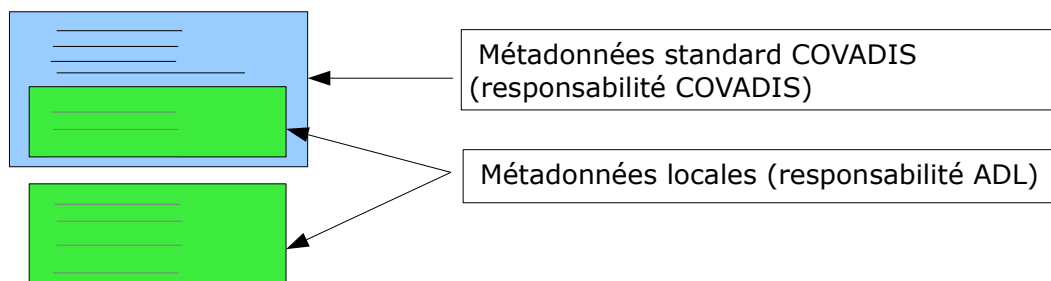 Métadonnées standard COVADIS
(responsabilité COVADIS)
Métadonnées locales (responsabilité ADL)